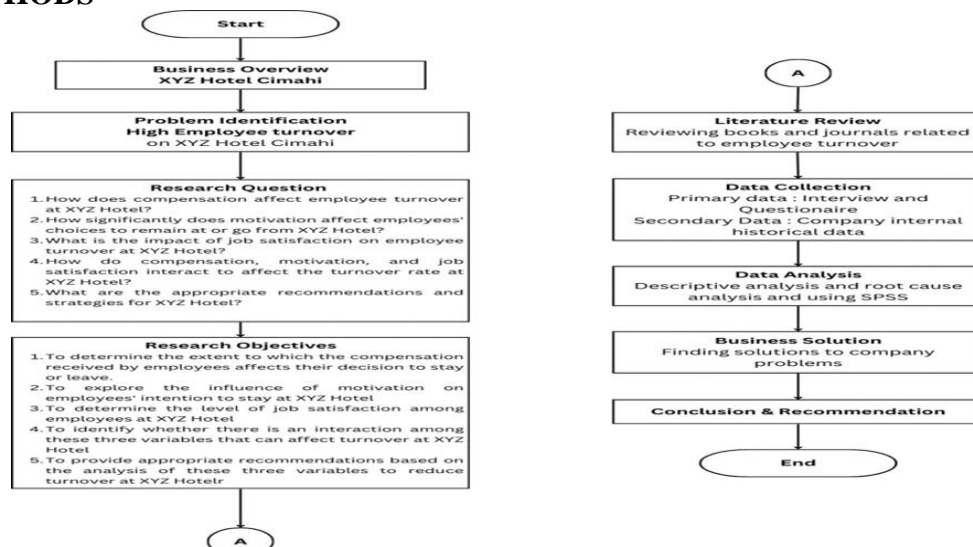 HODS
Start
Business Overview
XYZ Hotel Cimahi
Problem Identification
High Employee turnover
on XYZ Hotel Cimahi
Research Question
1. How does compensation affect employee turnover
at XYZ Hotel?
2. How significantly does motivation affect employees'
choices to remain at or go from XYZ Hotel?
3. What is the impact of job satisfaction on employee
turnover at XYZ Hotel?
4. How do compensation, motivation, and job
satisfaction interact to affect the turnover rate at
XYZ Hotel?
5. What are the appropriate recommendations and
strategies for XYZ Hotel?
Research Objectives
1. To determine the extent to which the compensation
received by employees affects their decision to stay
or leave.
2. To explore the influence of motivation on
employees' intention to stay at XYZ Hotel
3. To determine the level of job satisfaction among
employees at XYZ Hotel
4. To identify whether there is an interaction among
these three variables that can affect turnover at XYZ
Hotel
5. To provide appropriate recommendations based on
the analysis of these three variables to reduce
turnover at XYZ Hotelr
A
A
Literature Review
Reviewing books and journals related
to employee turnover
Data Collection
Primary data : Interview and
Questionaire
Secondary Data : Company internal
historical data
Data Analysis
Descriptive analysis and root cause
analysis and using SPSS
Business Solution
Finding solutions to company
problems
Conclusion & Recommendation
End